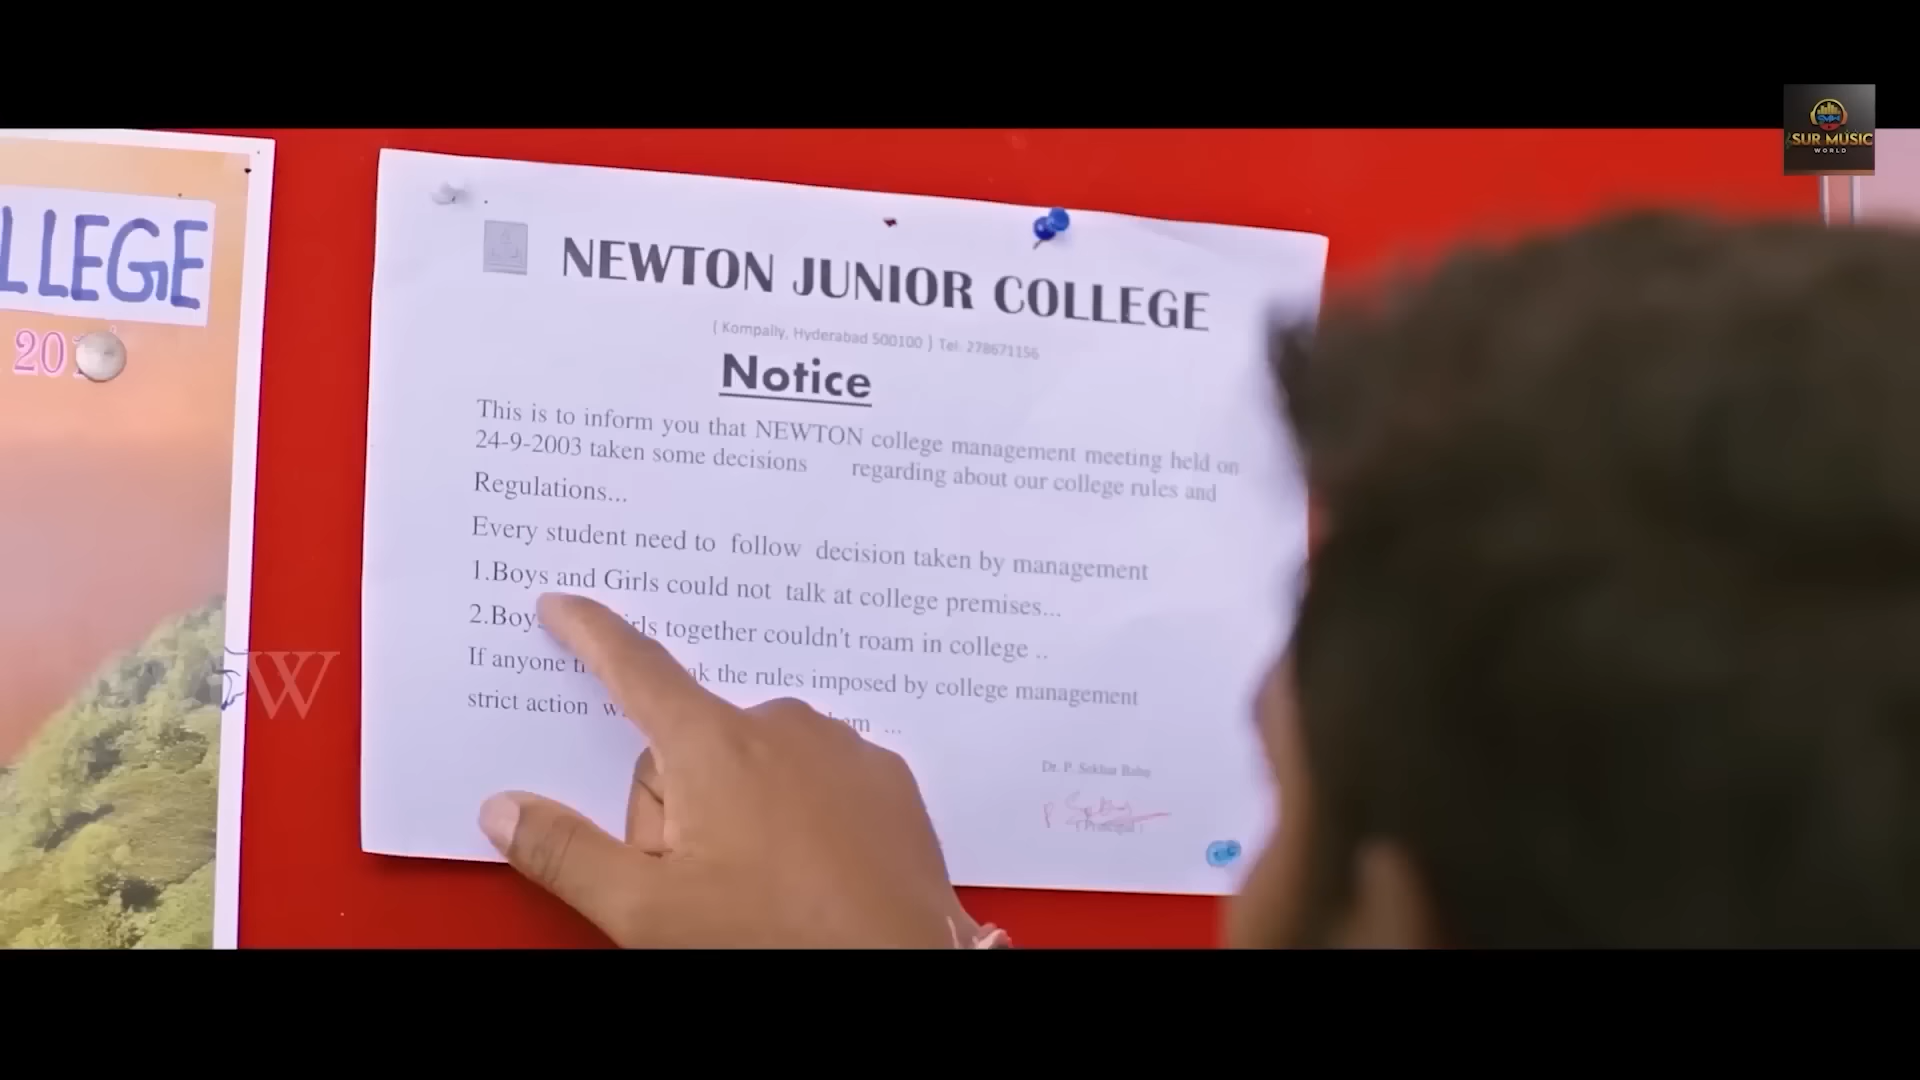 SUR MUSIC
WORLD
LLEGE
20
W
NEWTON JUNIOR COLLEGE
( Kompally, Hyderabad 500100 ) Tel: 278671156
Notice
This is to inform you that NEWTON college management meeting held on
24-9-2003 taken some decisions regarding about our college rules and
Regulations...
Every student need to follow decision taken by management
1.Boys and Girls could not talk at college premises...
2.Boys together couldn't roam in college ..
If anyone the rules imposed by college management
strict action ...
Dr. P. Sekhar Babu
(Principal)